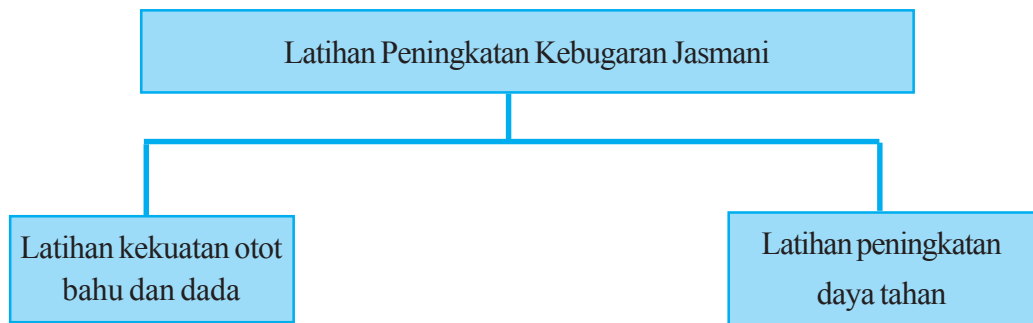 Latihan Peningkatan Kebugaran Jasmani
Latihan kekuatan otot
bahu dan dada
Latihan peningkatan
daya tahan